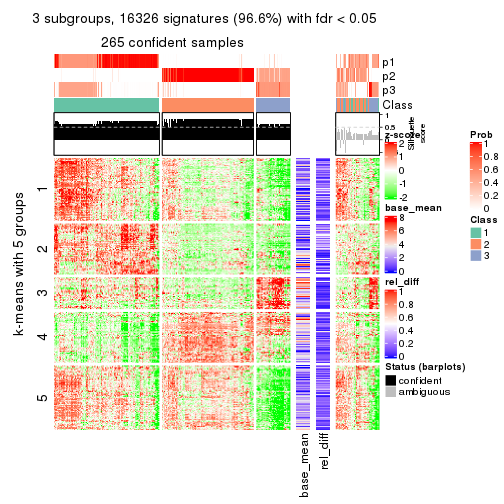 3 subgroups, 16326 signatures (96.6%) with fdr < 0.05
265 confident samples
p1
p2
p3
Class
1
0.5
0
Silhouette
score
k-means with 5 groups
1
2
3
4
5
base_mean
rel_diff
z-score
2
1
0
-1
-2
base_mean
8
6
4
2
0
rel_diff
1
0.8
0.6
0.4
0.2
0
Status (barplots)
confident
ambiguous
Prob
1
0.8
0.6
0.4
0.2
0
Class
1
2
3